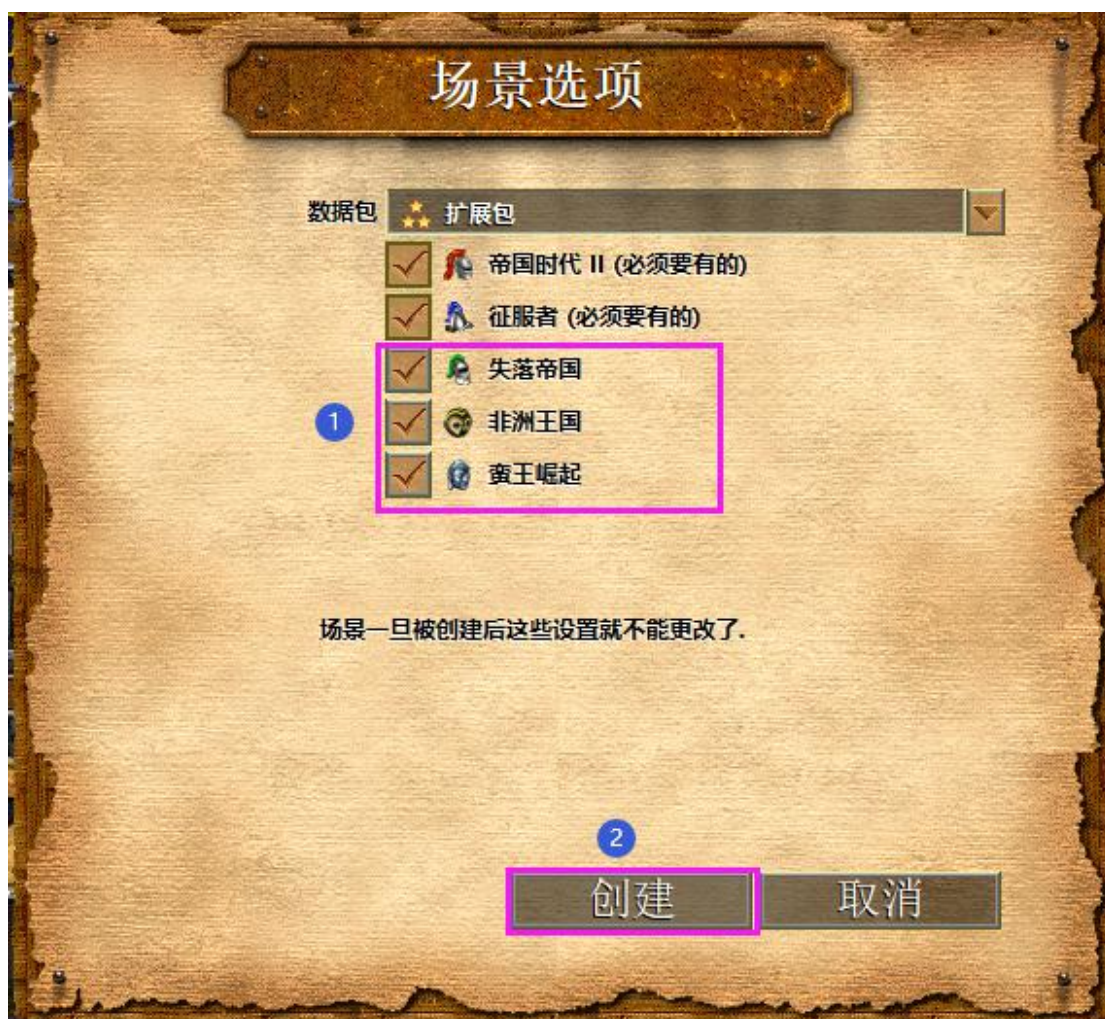 场景选项
数据包 扩展包
帝国时代 II (必须要有的)
征服者 (必须要有的)
失落帝国
1 非洲王国
蛮王崛起
场景一旦被创建后这些设置就不能更改了.
2
创建 取消